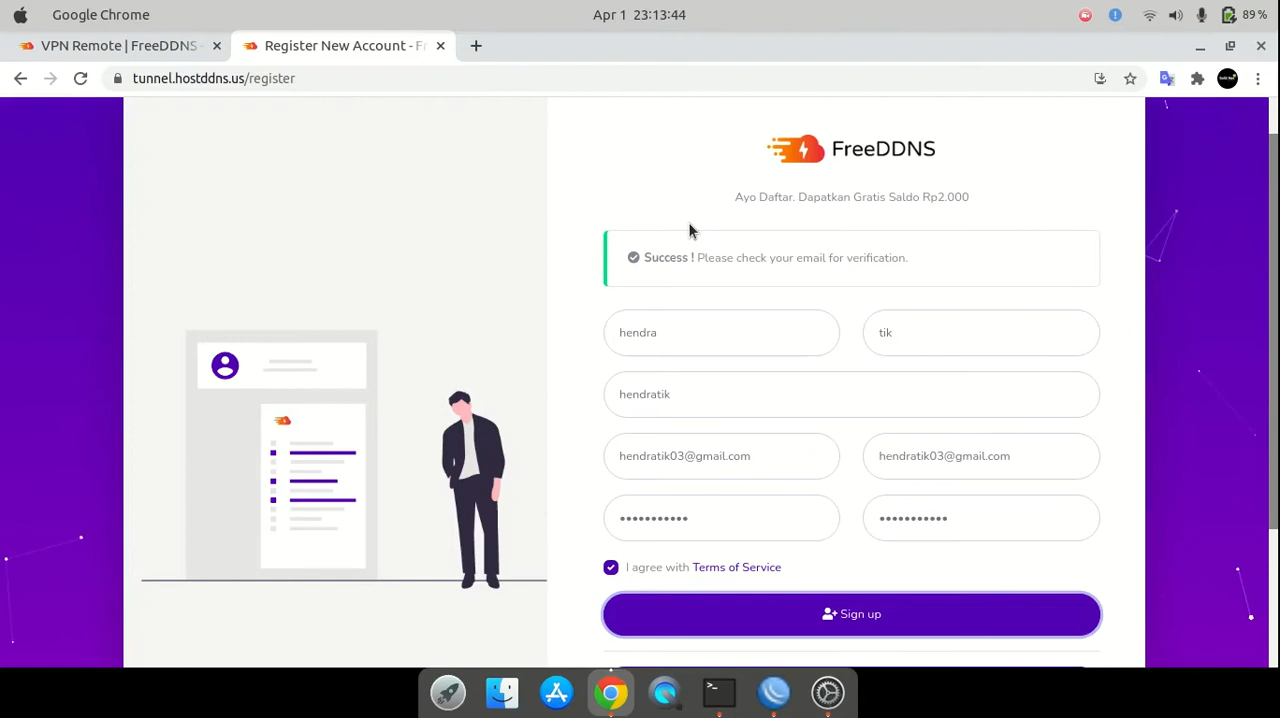 Google Chrome
Apr 1 23:13:44
89 %
VPN Remote | FreeDDNS -
Register New Account - Fr
tunnel.hostddns.us/register
FreeDDNS
Ayo Daftar. Dapatkan Gratis Saldo Rp2.000
Success ! Please check your email for verification.
hendra
tik
hendratik
hendratik03@gmail.com
hendratik03@gmail.com
•••••••••••
•••••••••••
I agree with Terms of Service
Sign up